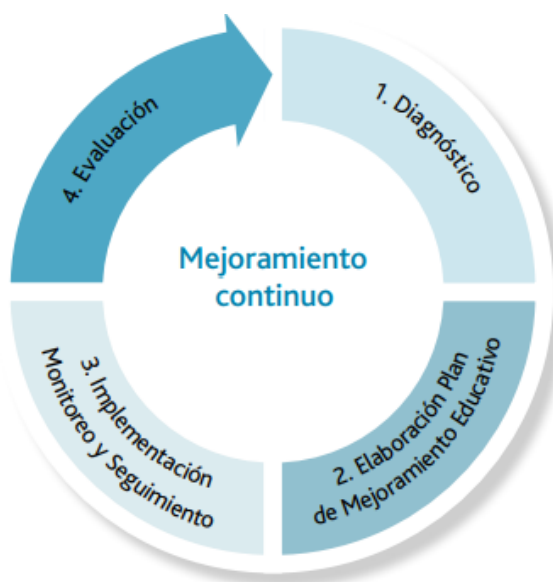 Mejoramiento
continuo
1. Diagnóstico
2. Elaboración Plan
de Mejoramiento Educativo
3. Implementación
Monitoreo y Seguimiento
4. Evaluación